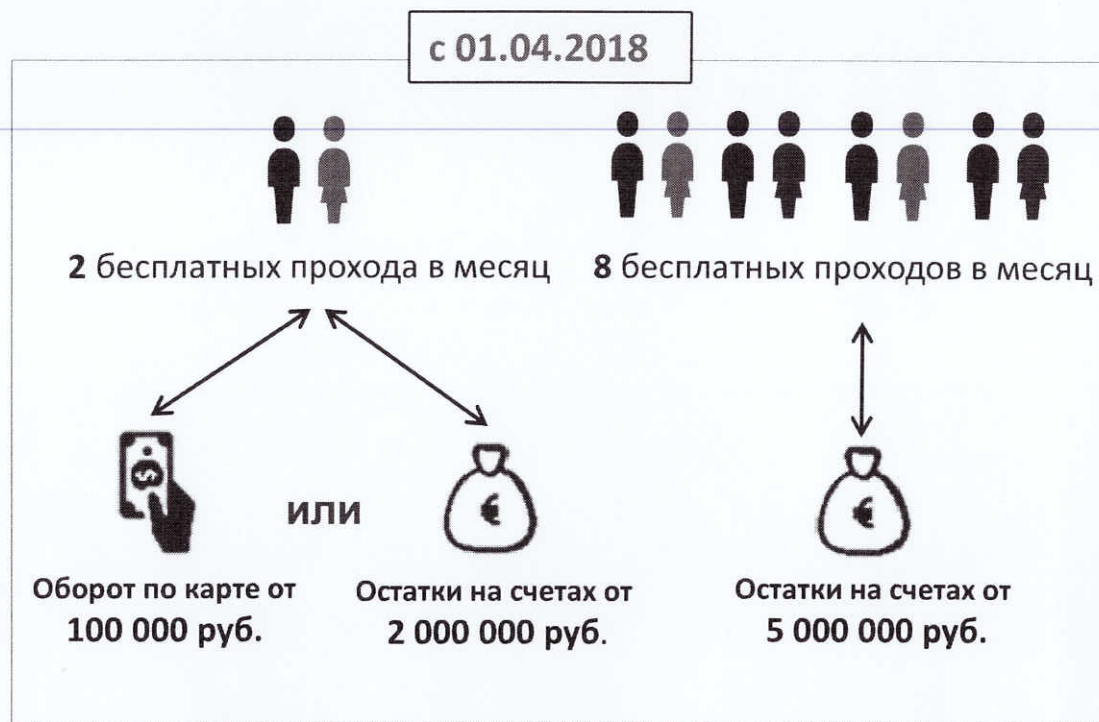 с 01.04.2018
2 бесплатных прохода в месяц
8 бесплатных проходов в месяц
$
или
€
€
Оборот по карте от
100 000 руб.
Остатки на счетах от
2 000 000 руб.
Остатки на счетах от
5 000 000 руб.